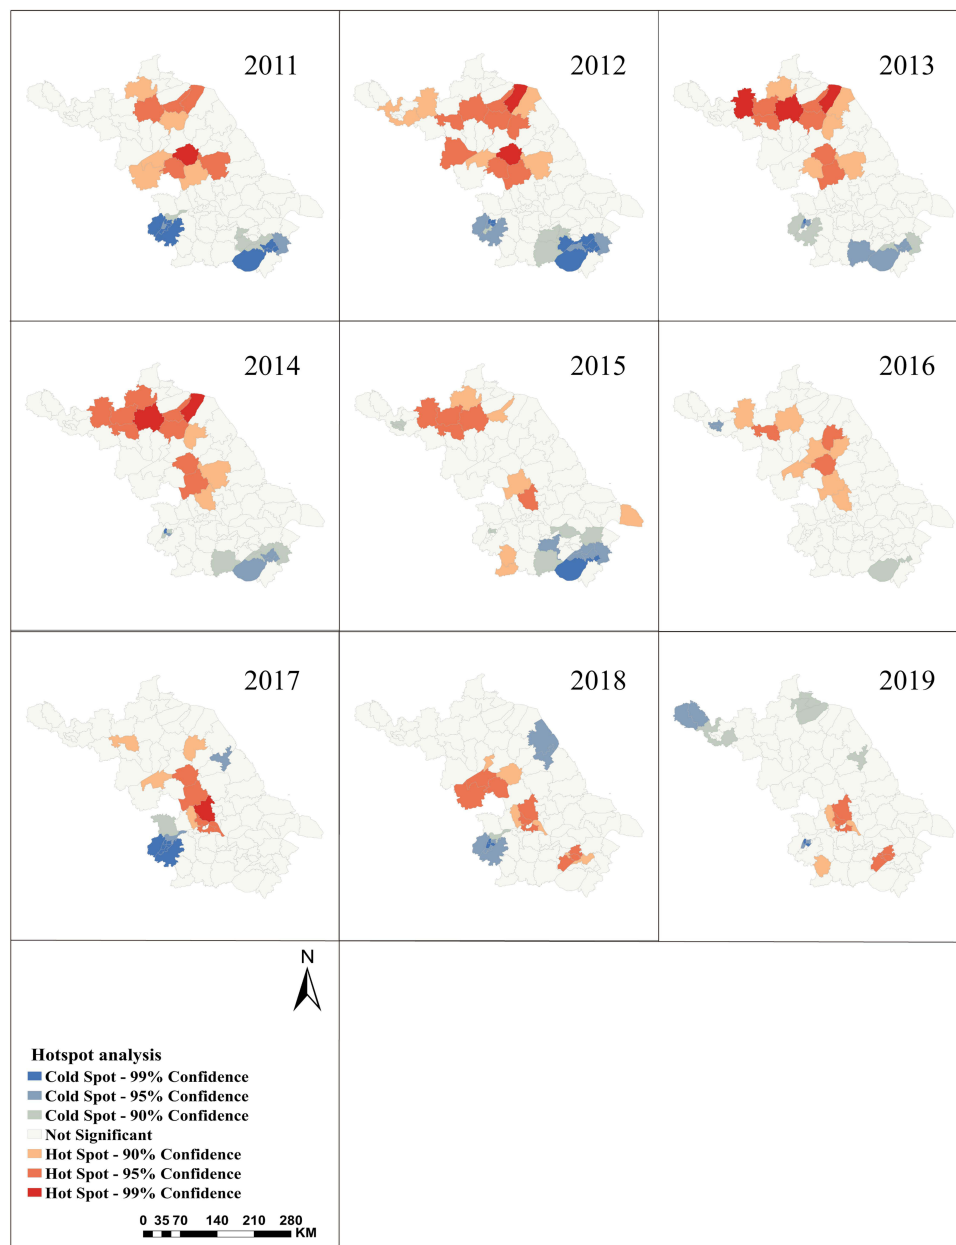 2011
2012
2013
2014
2015
2016
2017
2018
2019
N
Hotspot analysis
Cold Spot - 99% Confidence
Cold Spot - 95% Confidence
Cold Spot - 90% Confidence
Not Significant
Hot Spot - 90% Confidence
Hot Spot - 95% Confidence
Hot Spot - 99% Confidence
0 35 70 140 210 280
KM